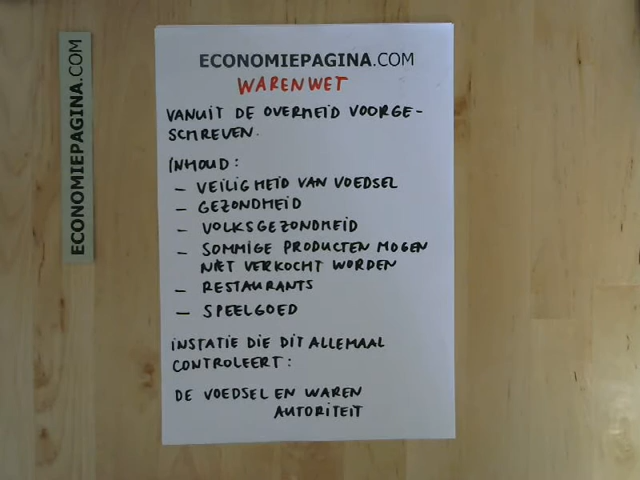 ECONOMIEPAGINA.COM
ECONOMIEPAGINA.COM
WARENWET
VANUIT DE OVERHEID VOORGE-
SCHREVEN.
INHOUD:
- VEILIGHEID VAN VOEDSEL
- GEZONDHEID
- VOLKSGEZONDHEID
- SOMMIGE PRODUCTEN MOGEN
NIET VERKOCHT WORDEN
- RESTAURANTS
- SPEELGOED
INSTATIE DIE DIT ALLEMAAL
CONTROLEERT:
DE VOEDSEL EN WAREN
AUTORITEIT